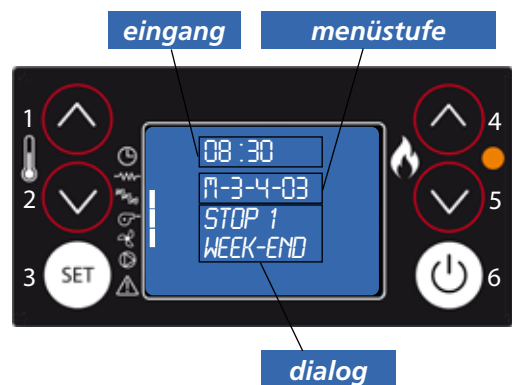 eingang menüstufe
1 4
08:30
M-3-4-03
2 5
STOP 1
WEEK-END
3 SET 6
dialog